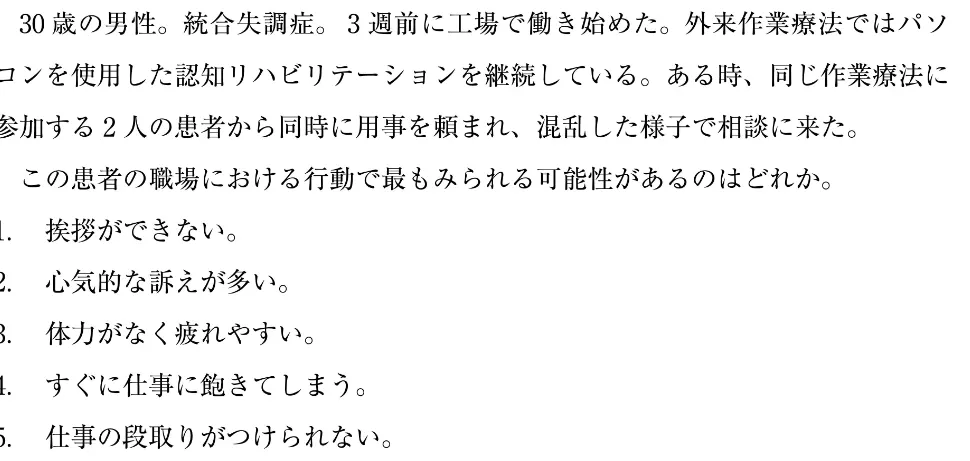 30歳の男性。統合失調症。3週前に工場で働き始めた。外来作業療法ではパソ
コンを使用した認知リハビリテーションを継続している。ある時、同じ作業療法に
参加する2人の患者から同時に用事を頼まれ、混乱した様子で相談に来た。
この患者の職場における行動で最もみられる可能性があるのはどれか。
1. 挨拶ができない。
2. 心気的な訴えが多い。
3. 体力がなく疲れやすい。
4. すぐに仕事に飽きてしまう。
5. 仕事の段取りがつけられない。